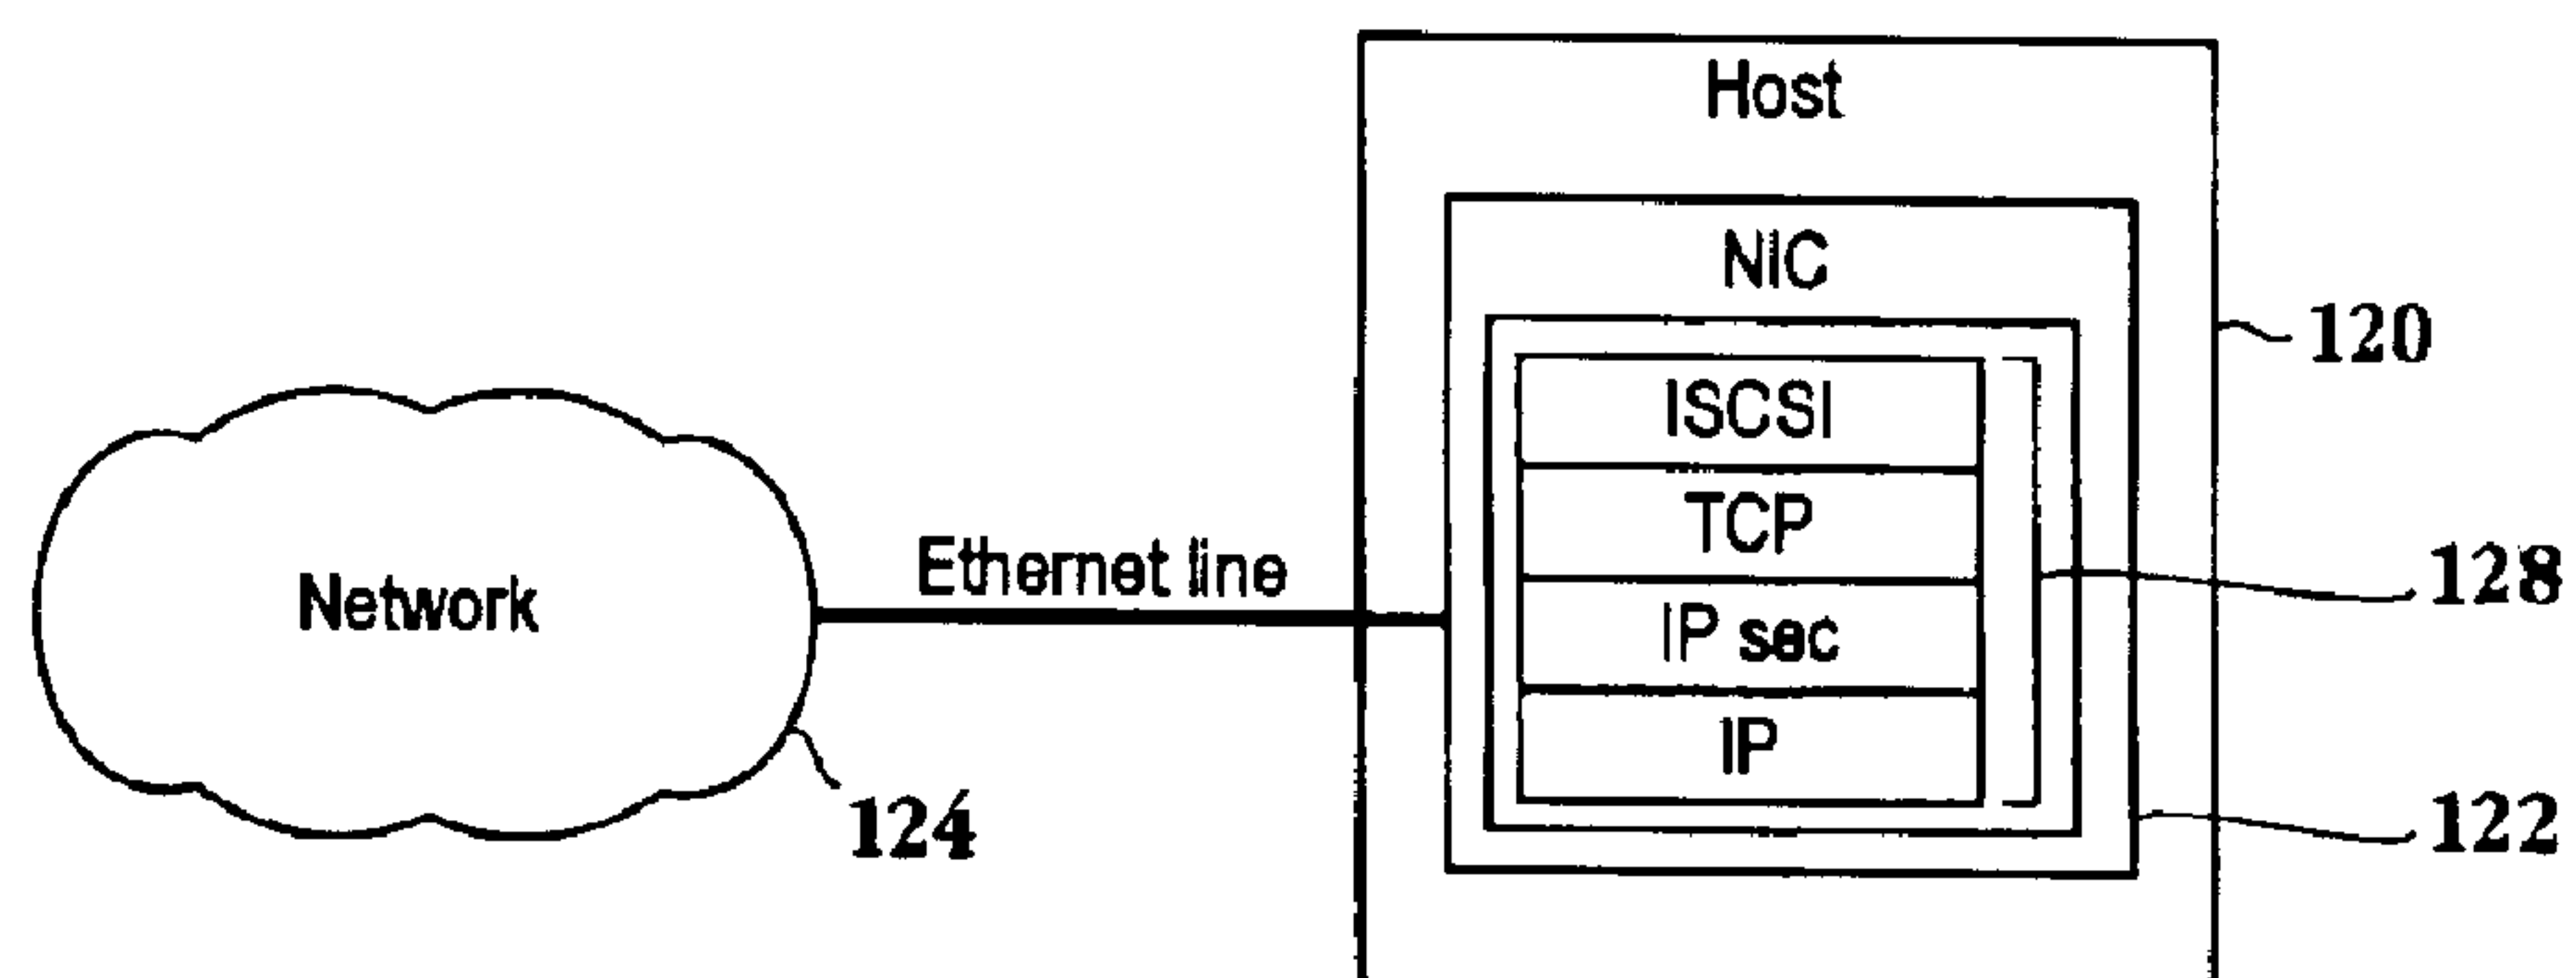 Host
NIC
120
ISCSI
TCP
128
Ethernet line
Network
IP sec
IP
124
122